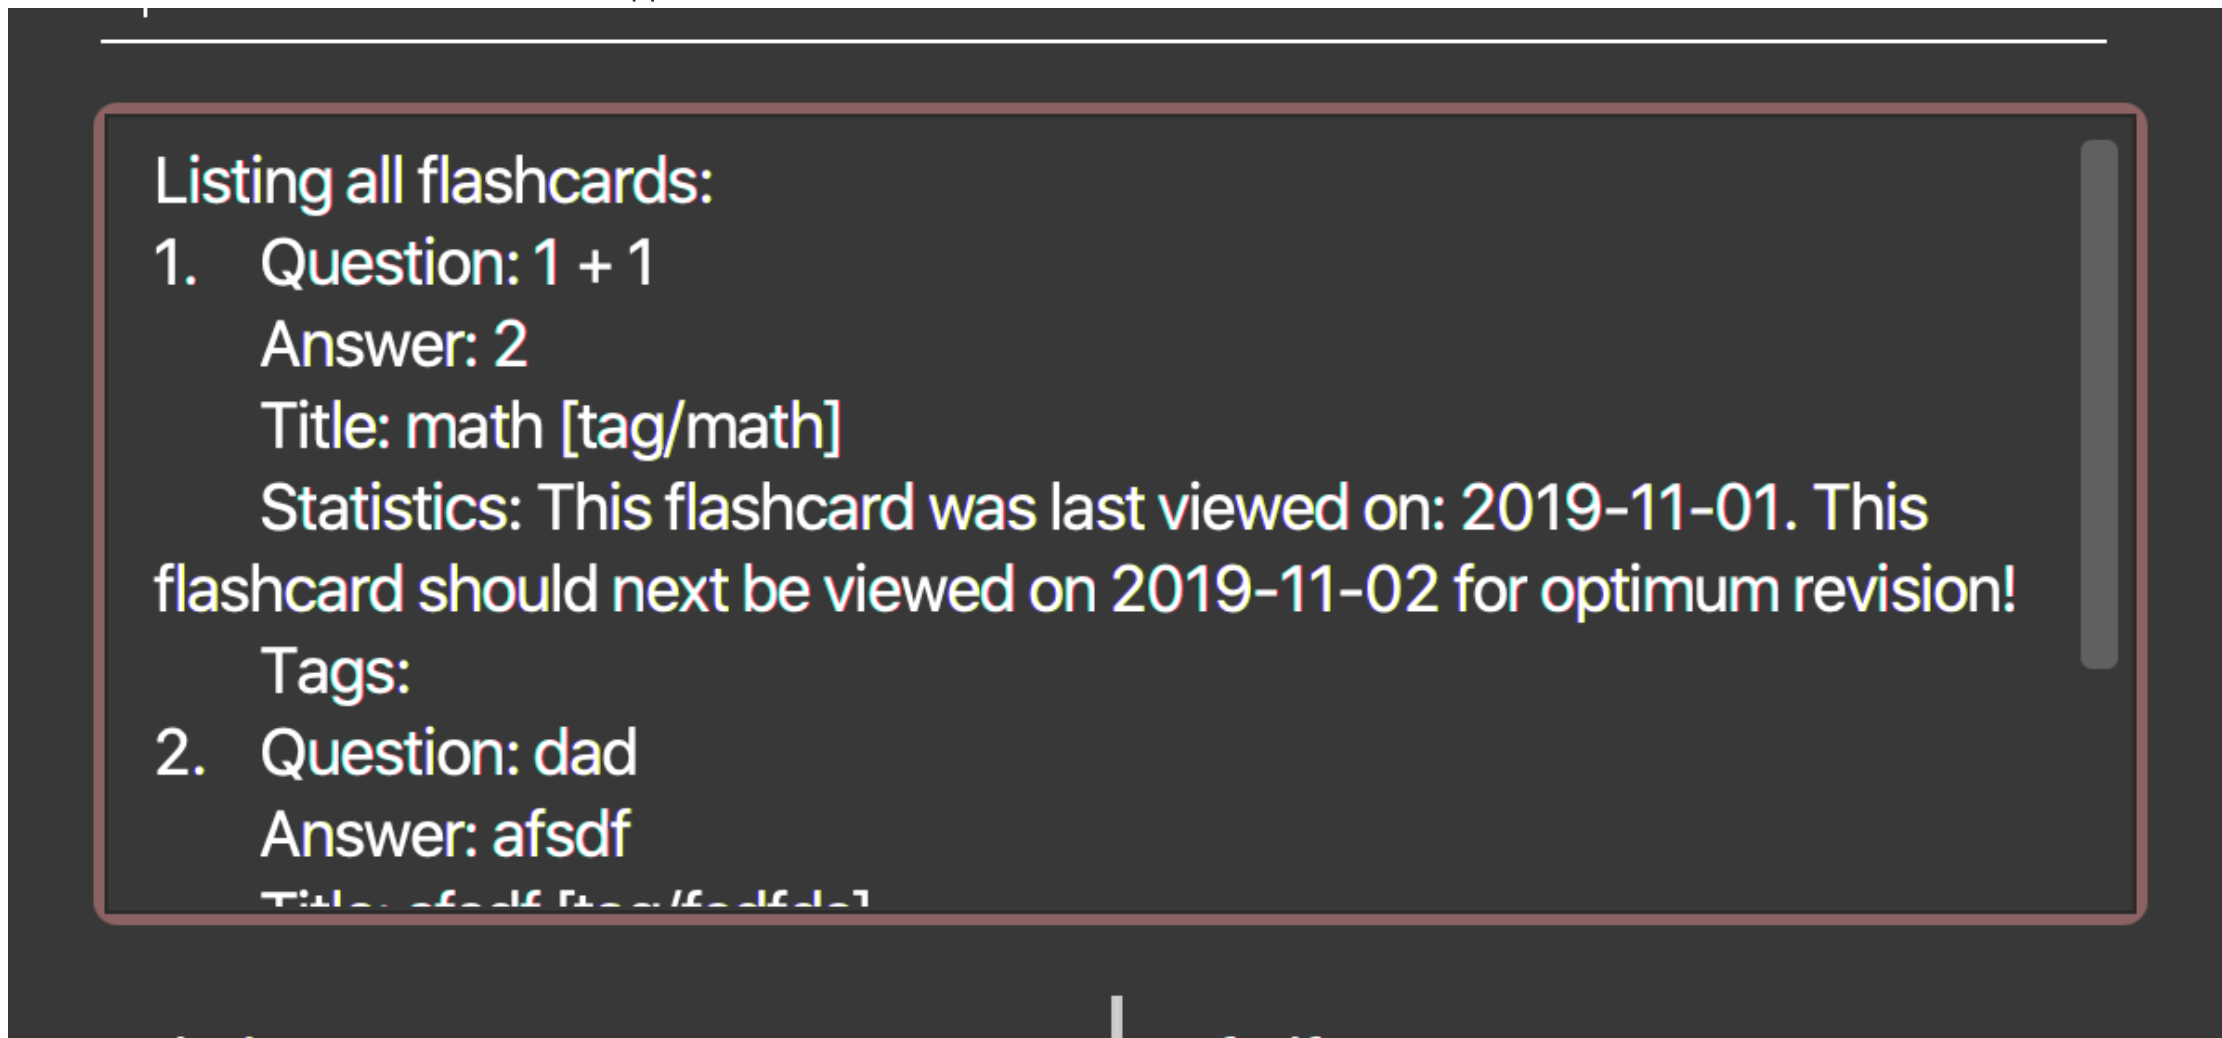 Listing all flashcards:
1. Question: 1 + 1
Answer: 2
Title: math [tag/math]
Statistics: This flashcard was last viewed on: 2019-11-01. This
flashcard should next be viewed on 2019-11-02 for optimum revision!
Tags:
2. Question: dad
Answer: afsdf
Title: